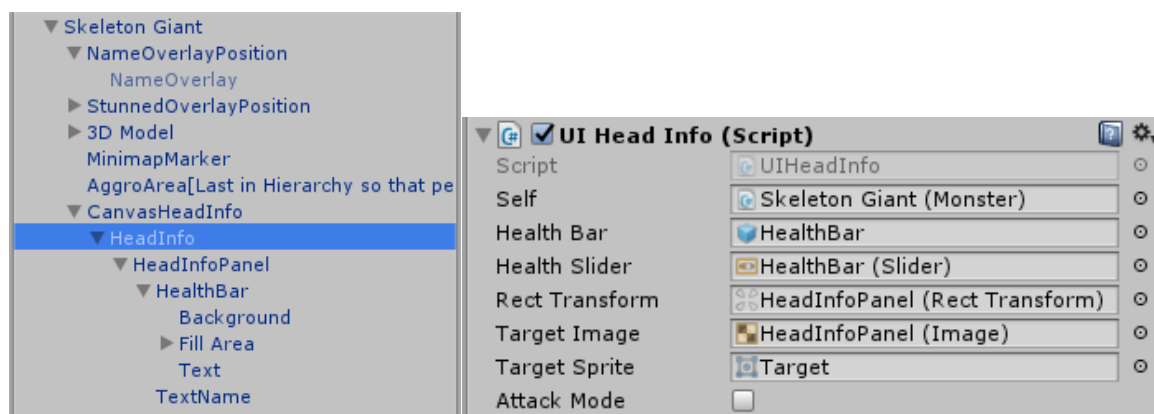 Skeleton Giant
NameOverlayPosition
NameOverlay
StunnedOverlayPosition
3D Model
MinimapMarker
AggroArea[Last in Hierarchy so that pe
CanvasHeadInfo
HeadInfo
HeadInfoPanel
HealthBar
Background
Fill Area
Text
TextName
UI Head Info (Script)
Script UIHeadInfo
Self Skeleton Giant (Monster)
Health Bar HealthBar
Health Slider HealthBar (Slider)
Rect Transform HeadInfoPanel (Rect Transform)
Target Image HeadInfoPanel (Image)
Target Sprite Target
Attack Mode